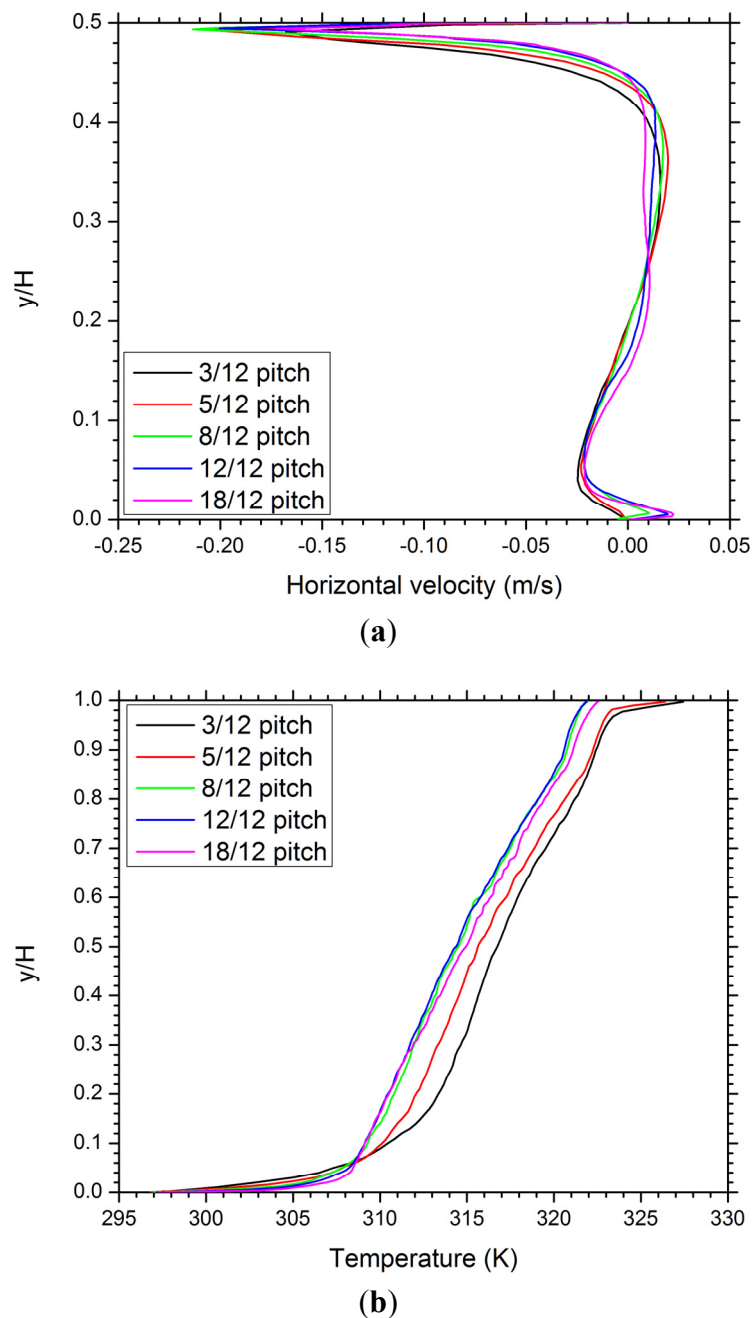 0.5
0.4
0.3
0.2
0.1
0.0
y/H
3/12 pitch
5/12 pitch
8/12 pitch
12/12 pitch
18/12 pitch
-0.25 -0.20 -0.15 -0.10 -0.05 0.00 0.05
Horizontal velocity (m/s)
(a)
1.0
0.9
0.8
0.7
0.6
0.5
0.4
0.3
0.2
0.1
0.0
y/H
3/12 pitch
5/12 pitch
8/12 pitch
12/12 pitch
18/12 pitch
295 300 305 310 315 320 325 330
Temperature (K)
(b)